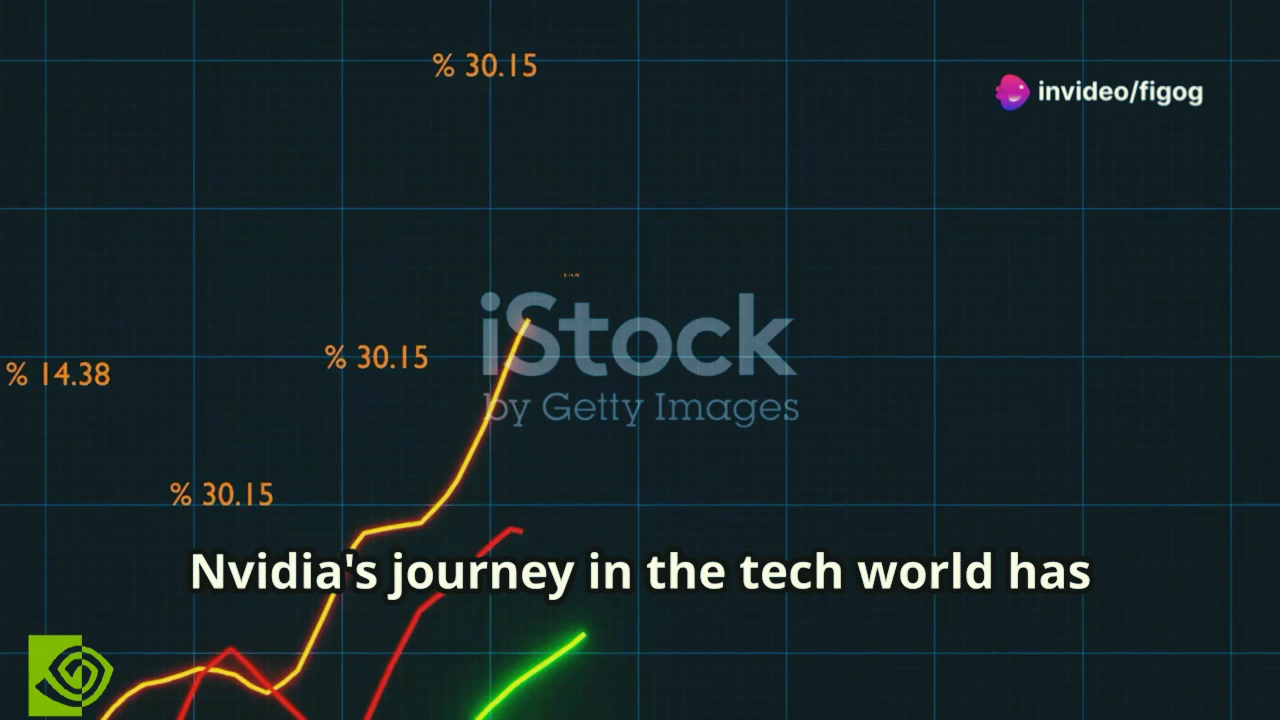 % 30.15
invideo/figog
iStock
by Getty Images
% 30.15
% 14.38
% 30.15
Nvidia's journey in the tech world has